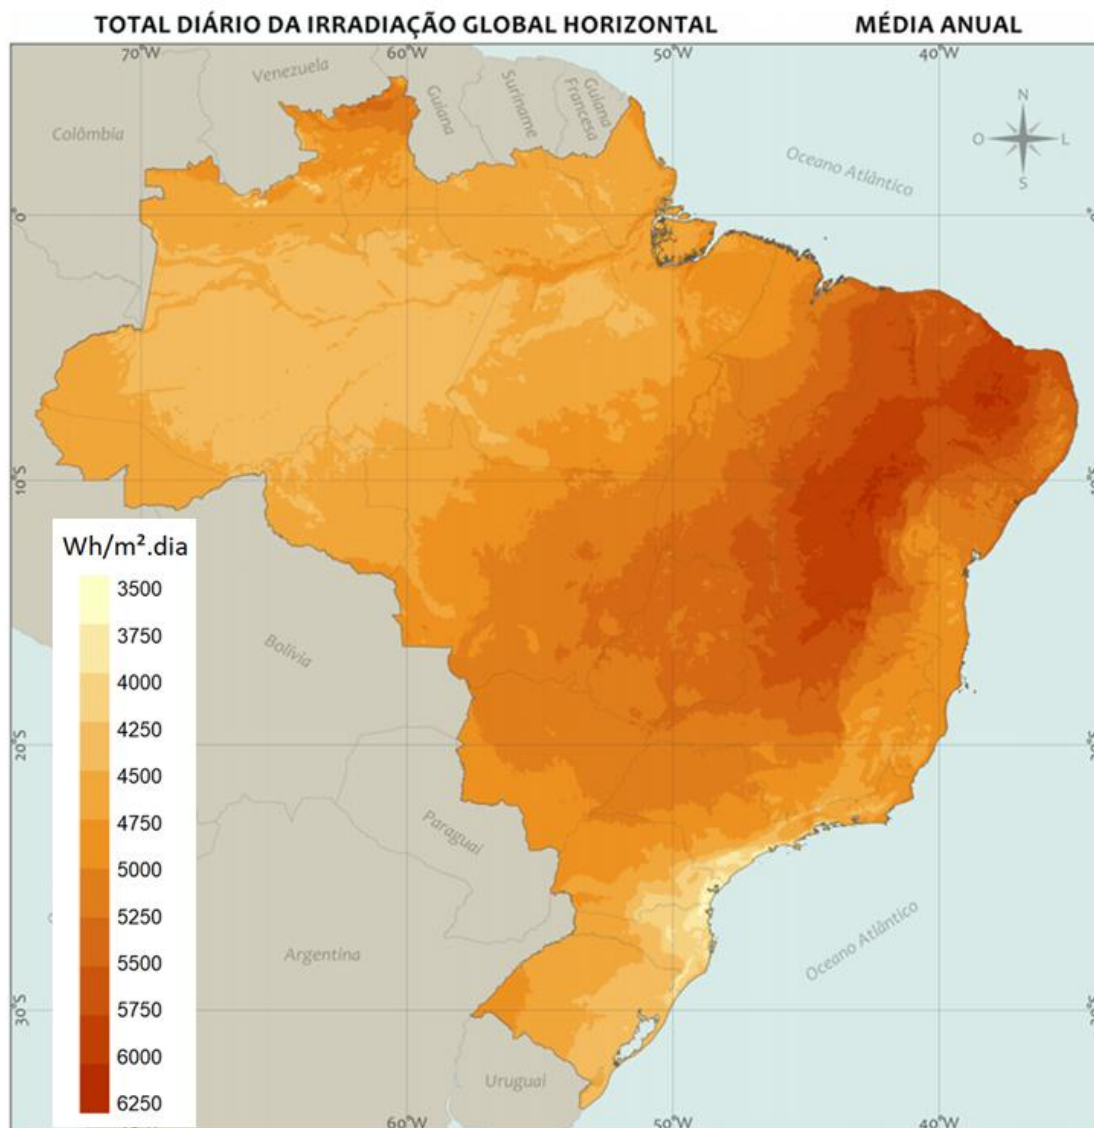 TOTAL DIÁRIO DA IRRADIAÇÃO GLOBAL HORIZONTAL MÉDIA ANUAL
70°W 60°W 50°W 40°W
Venezuela
Colômbia
Guiana
Suriname
Guiana
Francesa
N
O L
S
Oceano Atlântico
0° 0°
10°S
Wh/m².dia
3500
3750
4000
4250
4500
4750
5000
5250
5500
5750
6000
6250
Bolívia
20°S
Paraguai
Argentina
Oceano Atlântico
30°S
Uruguai
60°W 50°W 40°W